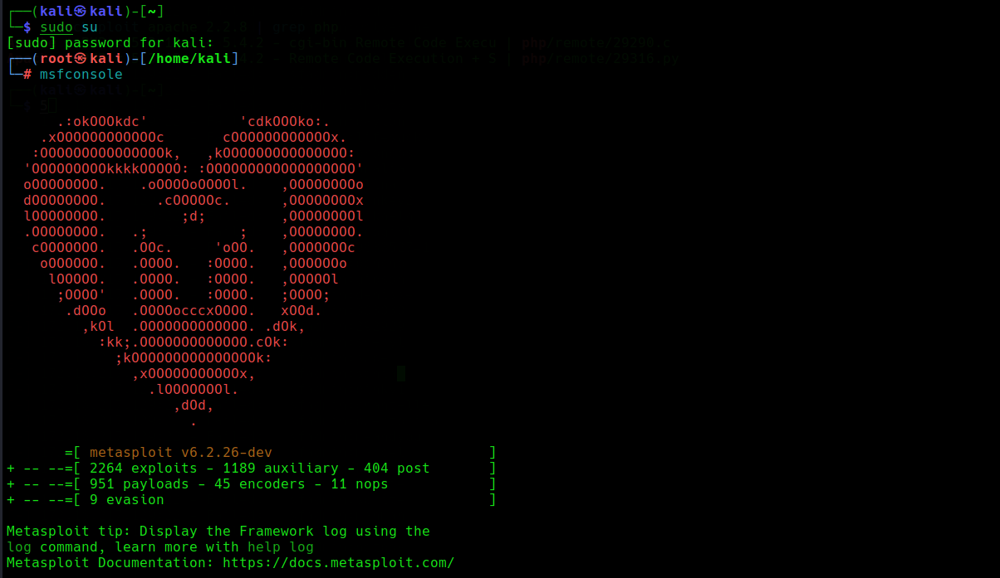 ┌──(kali㉿kali)-[~]
└─$ sudo su
[sudo] password for kali:
┌──(root㉿kali)-[/home/kali]
└─# msfconsole
      .:okOOOkdc'           'cdkOOOko:.
    .xOOOOOOOOOOOOc       cOOOOOOOOOOOOx.
   :OOOOOOOOOOOOOOOk,   ,kOOOOOOOOOOOOOOO:
  'OOOOOOOOOkkkkOOOOO: :OOOOOOOOOOOOOOOOOO'
  oOOOOOOOO.    .oOOOOoOOOOl.    ,OOOOOOOOo
  dOOOOOOOO.      .cOOOOOc.      ,OOOOOOOOx
  lOOOOOOOO.         ;d;         ,OOOOOOOOl
  .OOOOOOOO.   .;           ;    ,OOOOOOOO.
   cOOOOOOO.   .OOc.     'oOO.   ,OOOOOOOc
    oOOOOOO.   .OOOO.   :OOOO.   ,OOOOOOo
     lOOOOO.   .OOOO.   :OOOO.   ,OOOOOl
      ;OOOO'   .OOOO.   :OOOO.   ;OOOO;
       .dOOo   .OOOOocccxOOOO.   xOOd.
         ,kOl  .OOOOOOOOOOOOO. .dOk,
           :kk;.OOOOOOOOOOOOO.cOk:
             ;kOOOOOOOOOOOOOOOk:
               ,xOOOOOOOOOOOx,
                 .lOOOOOOOl.
                    ,dOd,
                      .
       =[ metasploit v6.2.26-dev                          ]
+ -- --=[ 2264 exploits - 1189 auxiliary - 404 post       ]
+ -- --=[ 951 payloads - 45 encoders - 11 nops            ]
+ -- --=[ 9 evasion                                       ]
Metasploit tip: Display the Framework log using the
log command, learn more with help log
Metasploit Documentation: https://docs.metasploit.com/